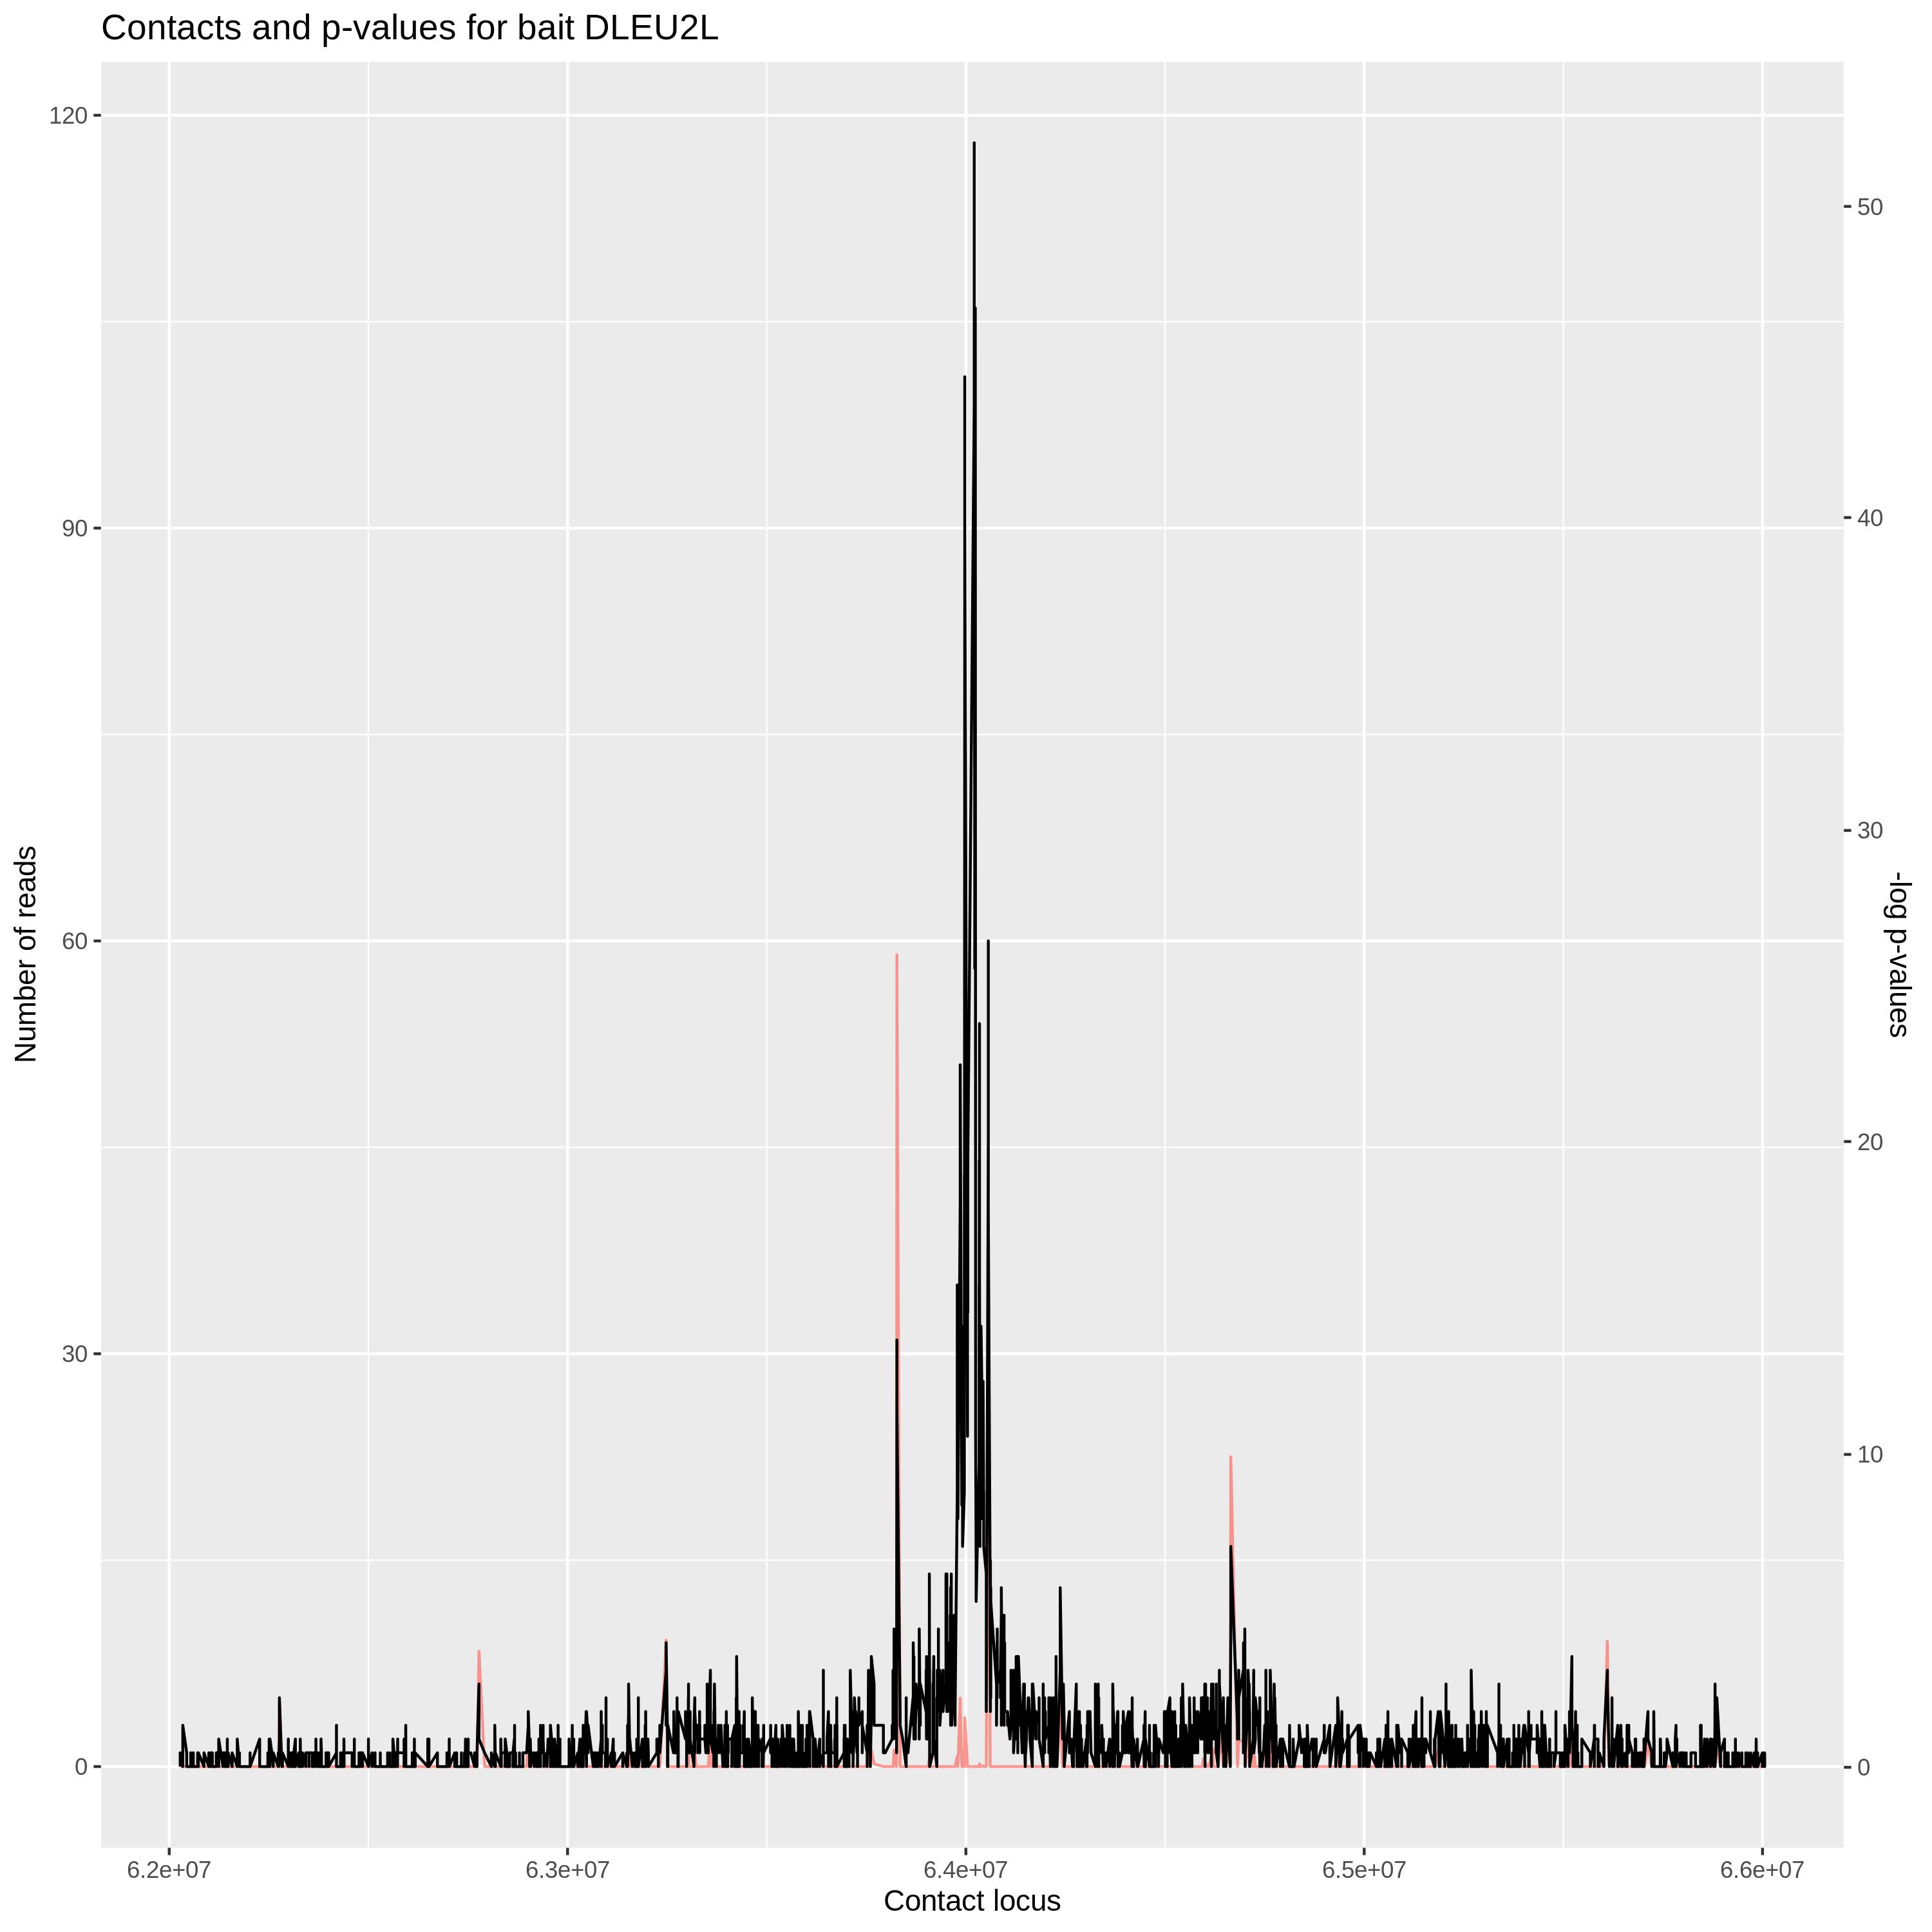 Contacts and p-values for bait DLEU2L
120
90
60
30
0
Number of reads
50
40
30
20
10
0
-log p-values
6.2e+07
6.3e+07
6.4e+07
6.5e+07
6.6e+07
Contact locus